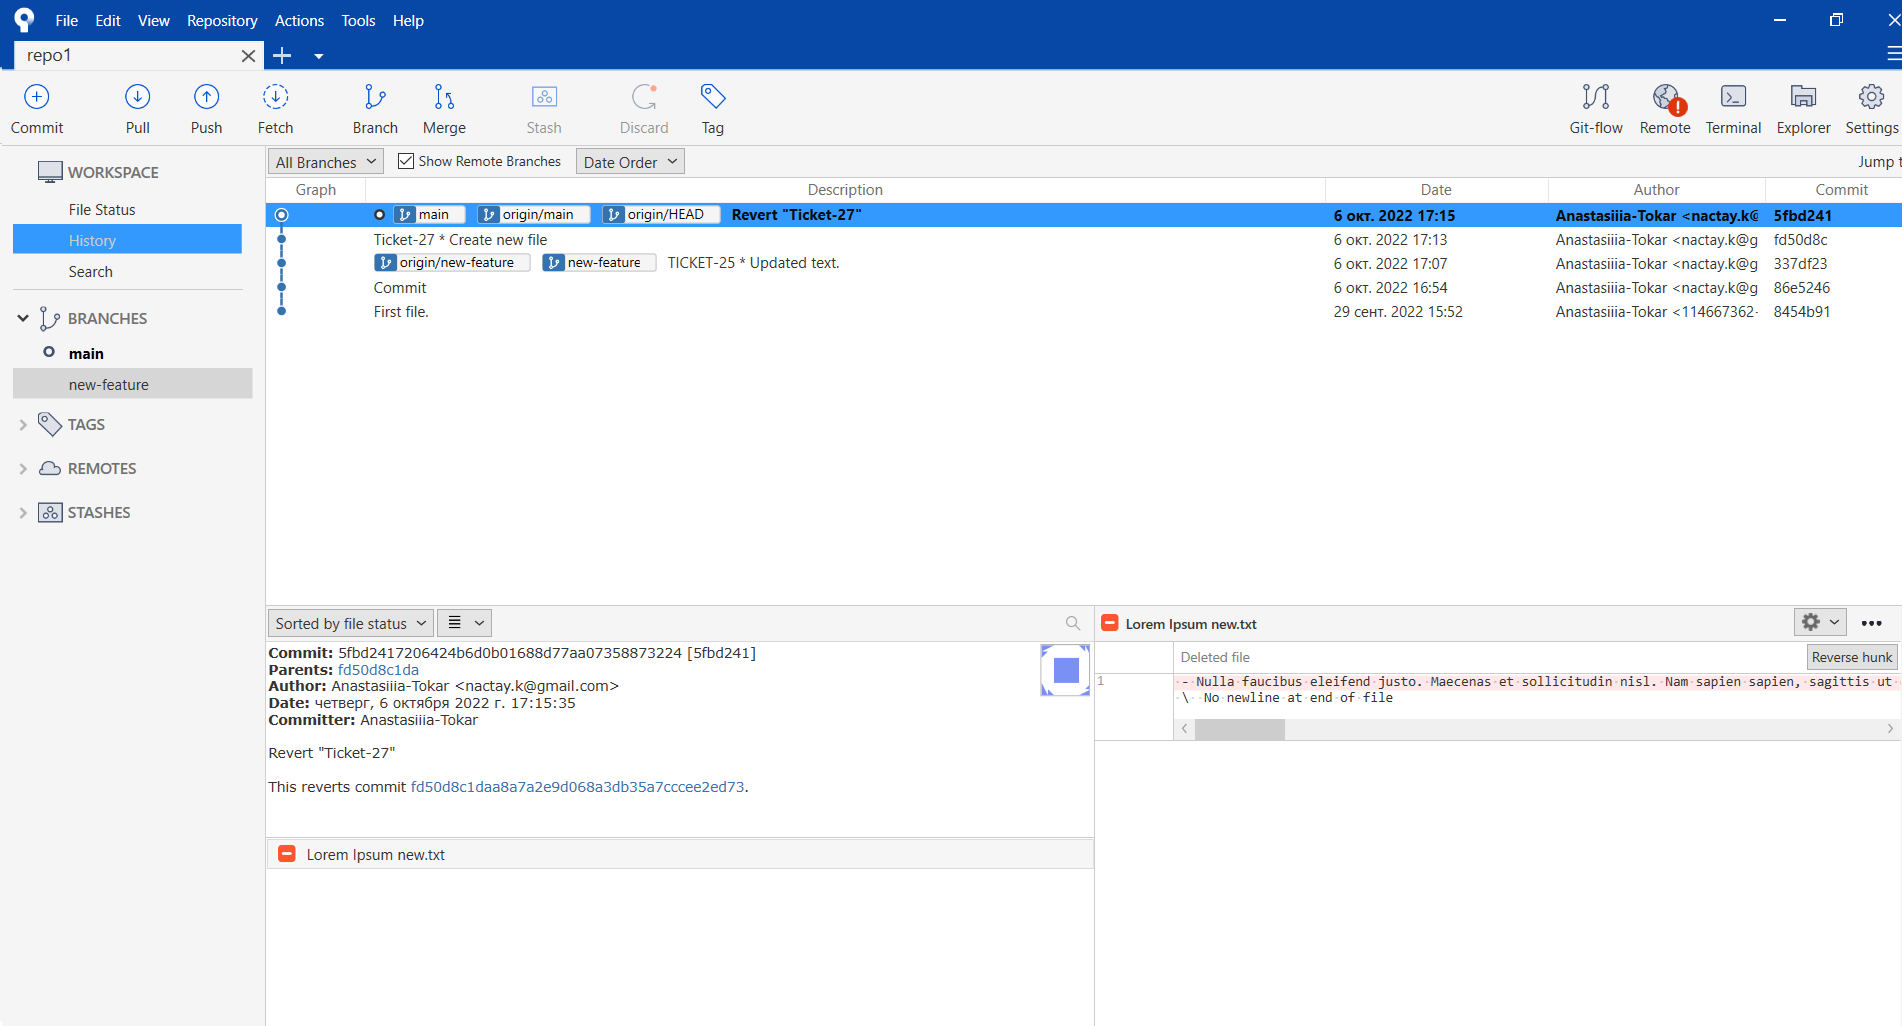 File Edit View Repository Actions Tools Help
repo1
Commit Pull Push Fetch Branch Merge Stash Discard Tag Git-flow Remote Terminal Explorer Settings
WORKSPACE
File Status
History
Search
BRANCHES
main
new-feature
TAGS
REMOTES
STASHES
All Branches Show Remote Branches Date Order Jump t
Graph Description Date Author Commit
main origin/main origin/HEAD Revert "Ticket-27" 6 окт. 2022 17:15 Anastasiiia-Tokar <nactay.k@ 5fbd241
Ticket-27 * Create new file 6 окт. 2022 17:13 Anastasiiia-Tokar <nactay.k@g fd50d8c
origin/new-feature new-feature TICKET-25 * Updated text. 6 окт. 2022 17:07 Anastasiiia-Tokar <nactay.k@g 337df23
Commit 6 окт. 2022 16:54 Anastasiiia-Tokar <nactay.k@g 86e5246
First file. 29 сент. 2022 15:52 Anastasiiia-Tokar <114667362- 8454b91
Sorted by file status
Commit: 5fbd2417206424b6d0b01688d77aa07358873224 [5fbd241]
Parents: fd50d8c1da
Author: Anastasiiia-Tokar <nactay.k@gmail.com>
Date: четверг, 6 октября 2022 г. 17:15:35
Committer: Anastasiiia-Tokar
Revert "Ticket-27"
This reverts commit fd50d8c1daa8a7a2e9d068a3db35a7cccee2ed73.
Lorem Ipsum new.txt
Lorem Ipsum new.txt
Deleted file Reverse hunk
1 - Nulla faucibus eleifend justo. Maecenas et sollicitudin nisl. Nam sapien sapien, sagittis ut
\ No newline at end of file